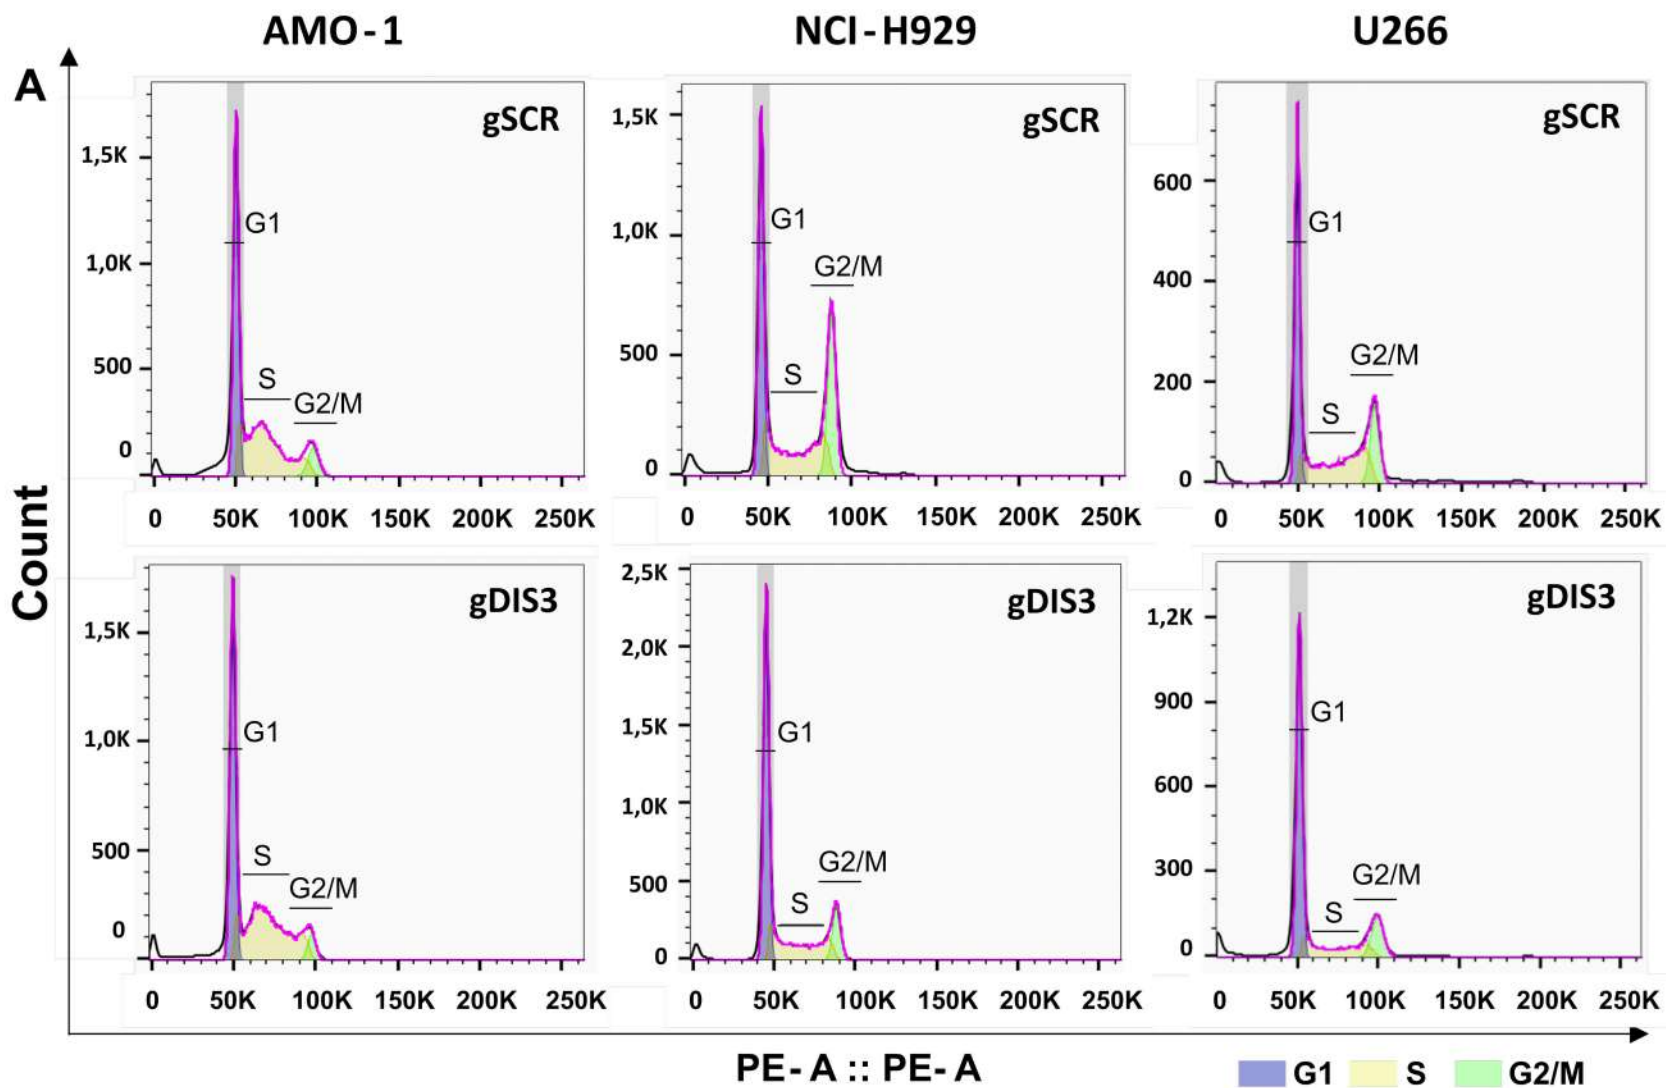 AMO-1 NCI-H929 U266
A
Count
gSCR
1,5K
1,0K
500
0
G1
S
G2/M
0 50K 100K 150K 200K 250K
gSCR
1,5K
1,0K
500
0
G1
S
G2/M
0 50K 100K 150K 200K 250K
gSCR
600
400
200
0
G1
S
G2/M
0 50K 100K 150K 200K 250K
gDIS3
1,5K
1,0K
500
0
G1
S
G2/M
0 50K 100K 150K 200K 250K
gDIS3
2,5K
2,0K
1,5K
1,0K
500
0
G1
S
G2/M
0 50K 100K 150K 200K 250K
gDIS3
1,2K
900
600
300
0
G1
S
G2/M
0 50K 100K 150K 200K 250K
PE-A :: PE-A
G1 S G2/M